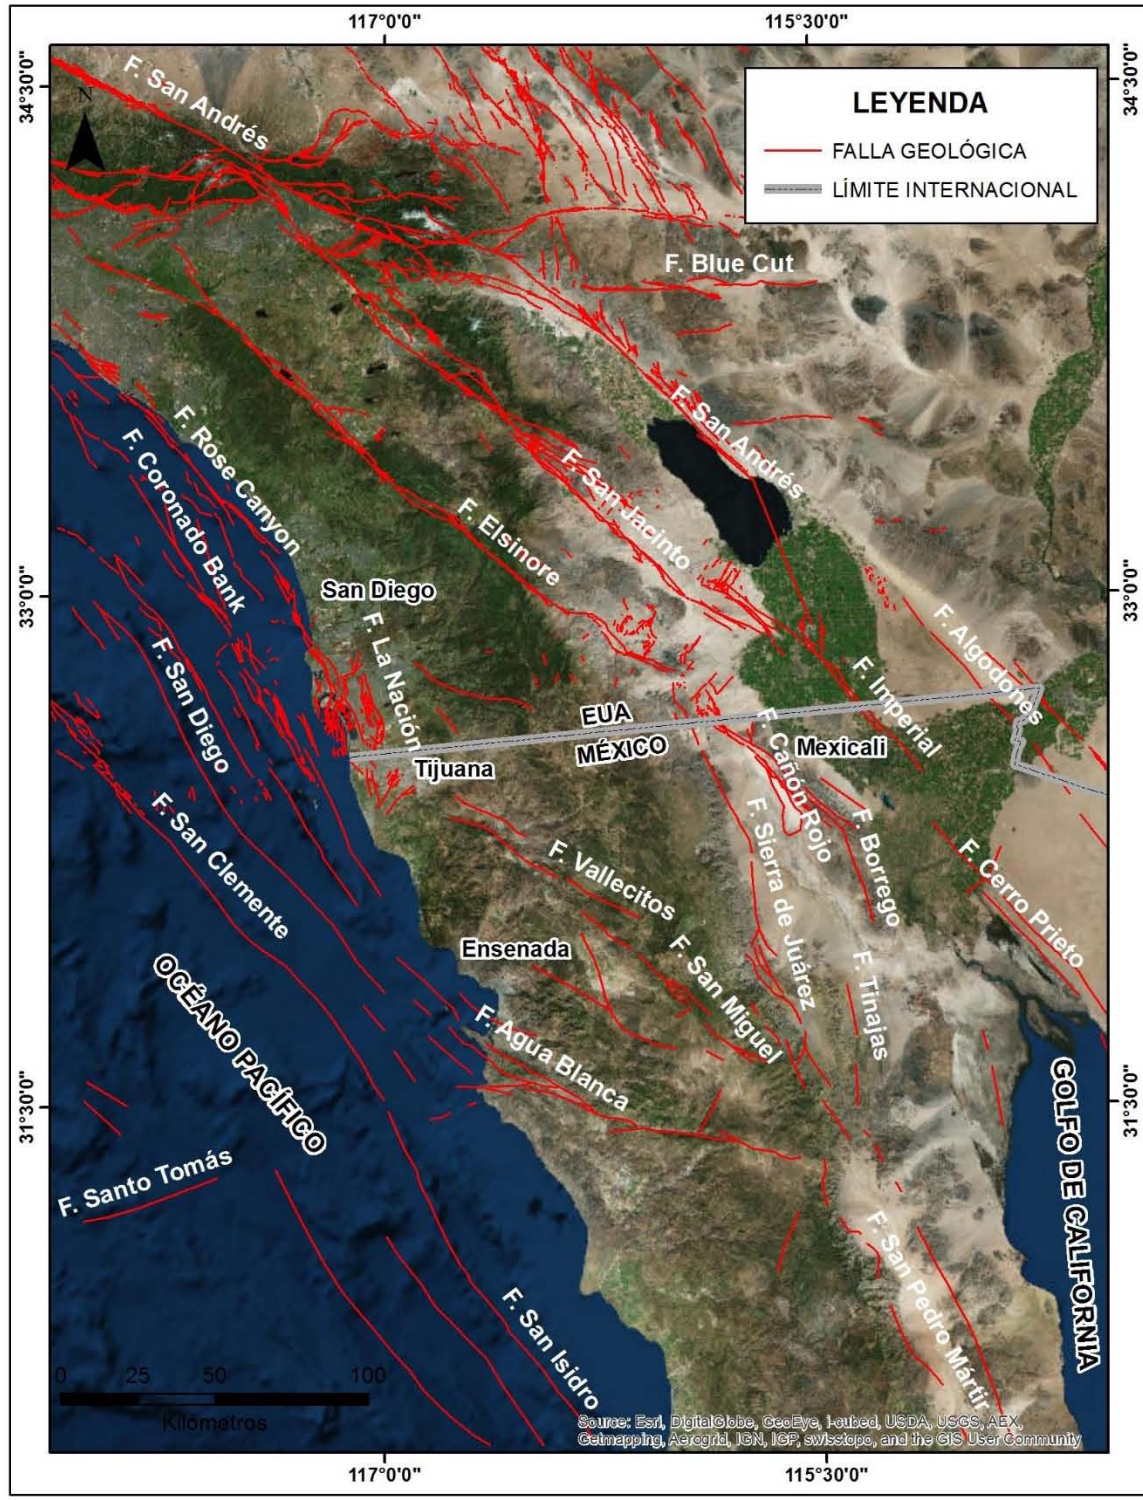 117°0'0"
115°30'0"
34°30'0"
34°30'0"
N
F. San Andrés
LEYENDA
FALLA GEOLÓGICA
LÍMITE INTERNACIONAL
F. Blue Cut
F. San Andrés
F. Rose Canyon
F. Coronado Bank
F. San Jacinto
F. Elsinore
33°0'0"
33°0'0"
San Diego
F. La Nación
F. San Diego
F. Algodones
F. Imperial
EUA
MÉXICO
Mexicali
Tijuana
F. Cañón Rojo
F. San Clemente
F. Sierra de Juárez
F. Borrego
F. Vallecitos
F. Cerro Prieto
Ensenada
F. San Miguel
F. Tinajas
OCÉANO PACÍFICO
F. Agua Blanca
31°30'0"
31°30'0"
GOLFO DE CALIFORNIA
F. Santo Tomás
F. San Pedro Mártir
F. San Isidro
0 25 50 100
Kilómetros
Source: Esri, DigitalGlobe, GeoEye, i-cubed, USDA, USGS, AEX,
Getmapping, Aerogrid, IGN, IGP, swisstopo, and the GIS User Community
117°0'0"
115°30'0"